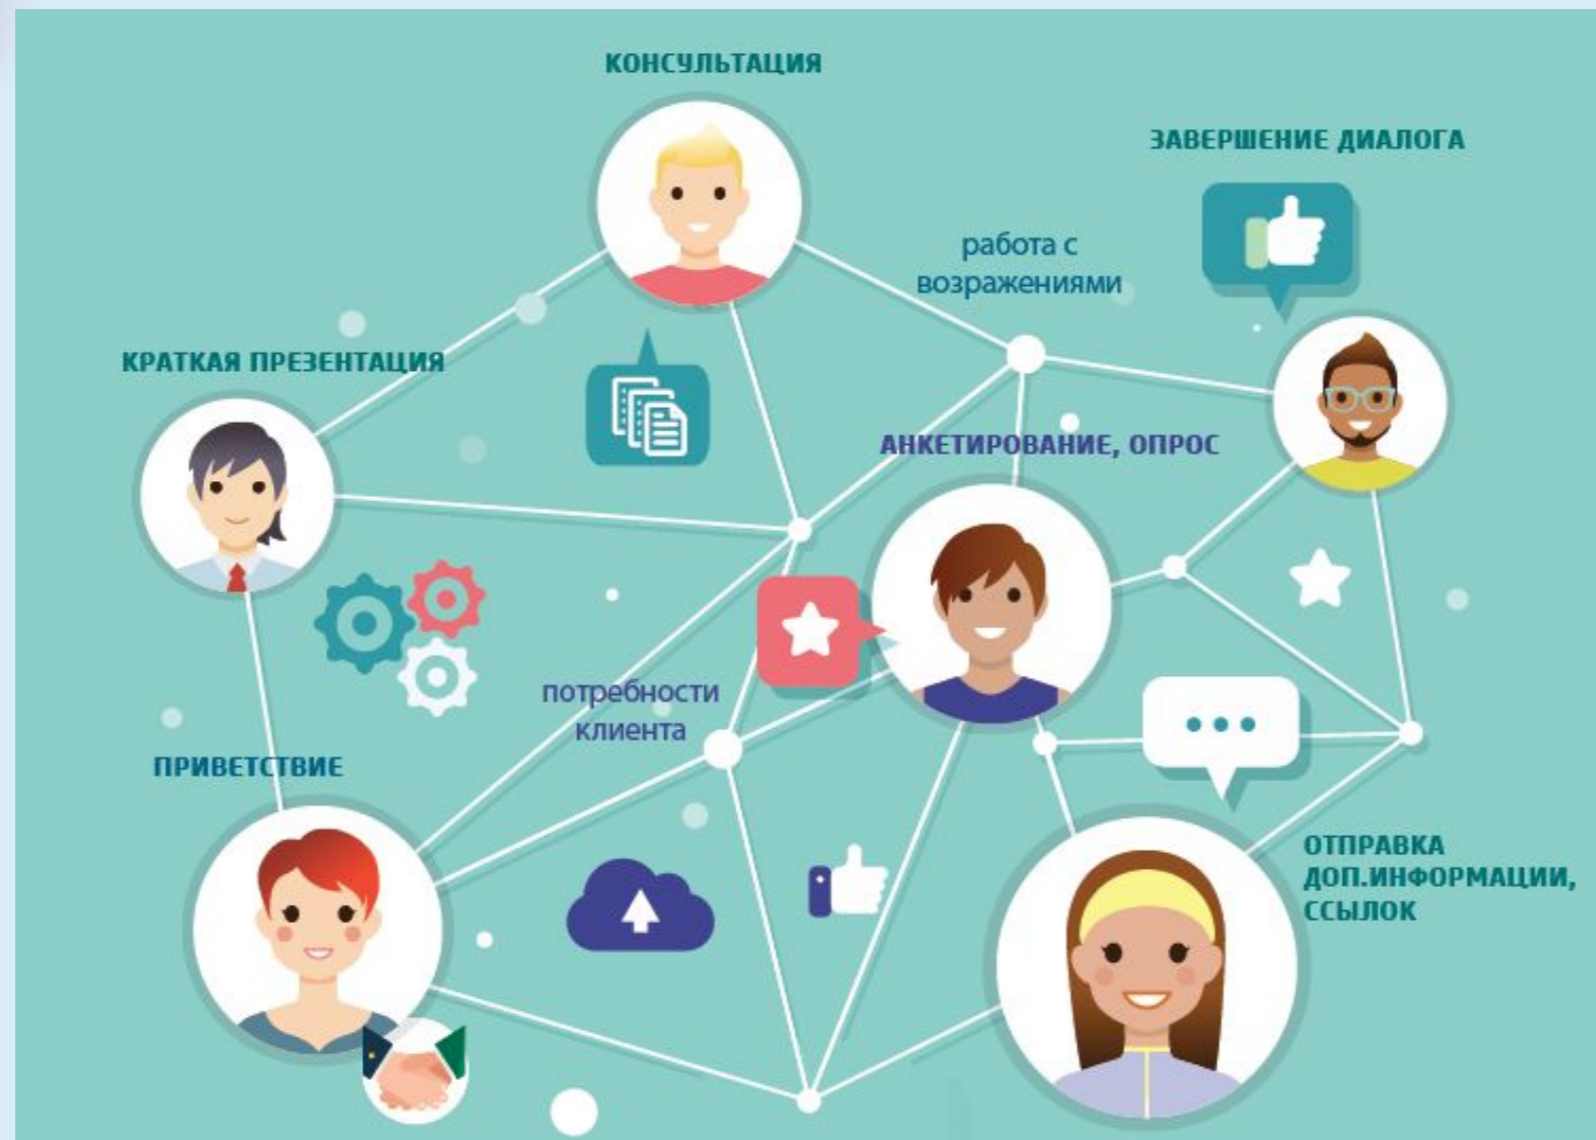 КОНСУЛЬТАЦИЯ
ЗАВЕРШЕНИЕ ДИАЛОГА
работа с
возражениями
КРАТКАЯ ПРЕЗЕНТАЦИЯ
АНКЕТИРОВАНИЕ, ОПРОС
потребности
клиента
ПРИВЕТСТВИЕ
ОТПРАВКА
ДОП.ИНФОРМАЦИИ,
ССЫЛОК